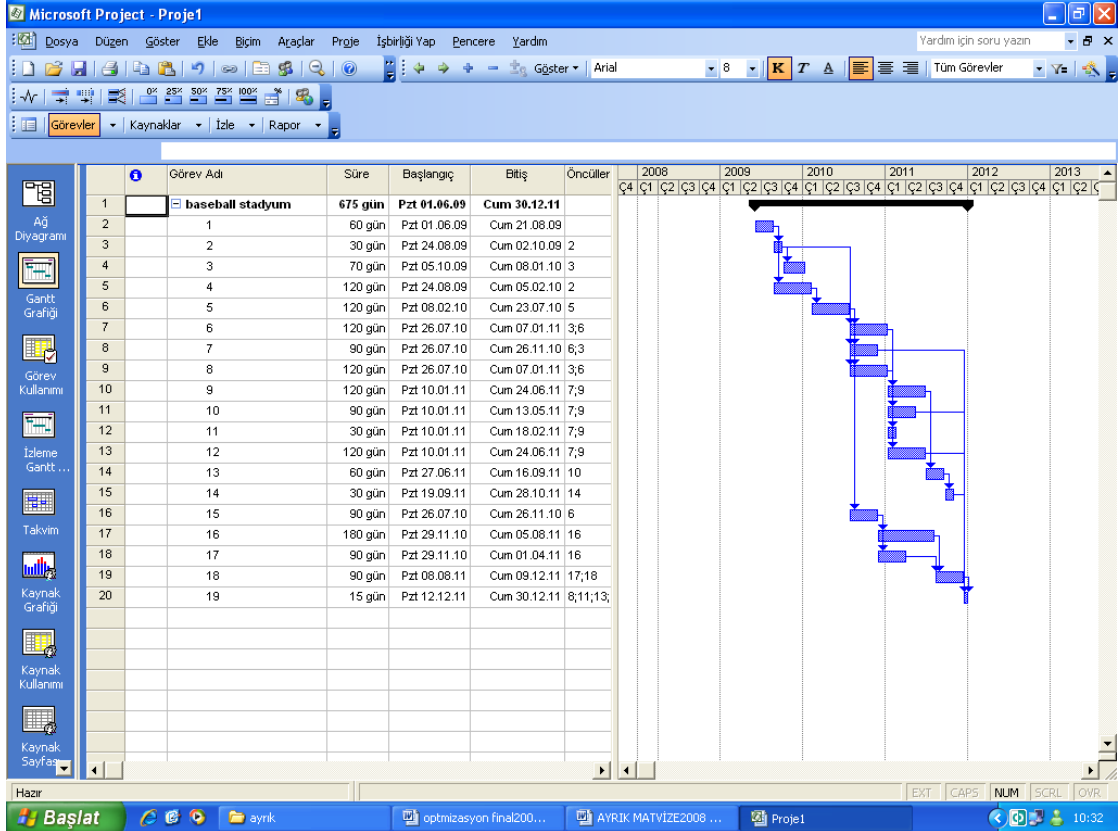 Microsoft Project - Proje1
Dosya Düzen Göster Ekle Biçim Araçlar Proje İşbirliği Yap Pencere Yardım Yardım için soru yazın
Göster Arial 8 K T A Tüm Görevler
0% 25% 50% 75% 100%
Görevler Kaynaklar İzle Rapor
Görev Adı Süre Başlangıç Bitiş Öncüller 2008 2009 2010 2011 2012 2013
Ç4 Ç1 Ç2 Ç3 Ç4 Ç1 Ç2 Ç3 Ç4 Ç1 Ç2 Ç3 Ç4 Ç1 Ç2 Ç3 Ç4 Ç1 Ç2 Ç3 Ç4 Ç1 Ç2
1 baseball stadyum 675 gün Pzt 01.06.09 Cum 30.12.11
2 1 60 gün Pzt 01.06.09 Cum 21.08.09
3 2 30 gün Pzt 24.08.09 Cum 02.10.09 2
4 3 70 gün Pzt 05.10.09 Cum 08.01.10 3
5 4 120 gün Pzt 24.08.09 Cum 05.02.10 2
6 5 120 gün Pzt 08.02.10 Cum 23.07.10 5
7 6 120 gün Pzt 26.07.10 Cum 07.01.11 3;6
8 7 90 gün Pzt 26.07.10 Cum 26.11.10 6;3
9 8 120 gün Pzt 26.07.10 Cum 07.01.11 3;6
10 9 120 gün Pzt 10.01.11 Cum 24.06.11 7;9
11 10 90 gün Pzt 10.01.11 Cum 13.05.11 7;9
12 11 30 gün Pzt 10.01.11 Cum 18.02.11 7;9
13 12 120 gün Pzt 10.01.11 Cum 24.06.11 7;9
14 13 60 gün Pzt 27.06.11 Cum 16.09.11 10
15 14 30 gün Pzt 19.09.11 Cum 28.10.11 14
16 15 90 gün Pzt 26.07.10 Cum 26.11.10 6
17 16 180 gün Pzt 29.11.10 Cum 05.08.11 16
18 17 90 gün Pzt 29.11.10 Cum 01.04.11 16
19 18 90 gün Pzt 08.08.11 Cum 09.12.11 17;18
20 19 15 gün Pzt 12.12.11 Cum 30.12.11 8;11;13;
Ağ
Diyagramı
Gantt
Grafiği
Görev
Kullanımı
İzleme
Gantt ...
Takvim
Kaynak
Grafiği
Kaynak
Kullanımı
Kaynak
Sayfas
Hazır EXT CAPS NUM SCRL OVR
Başlat ayrık optmizasyon final200... AYRIK MATVİZE2008 ... Proje1 10:32